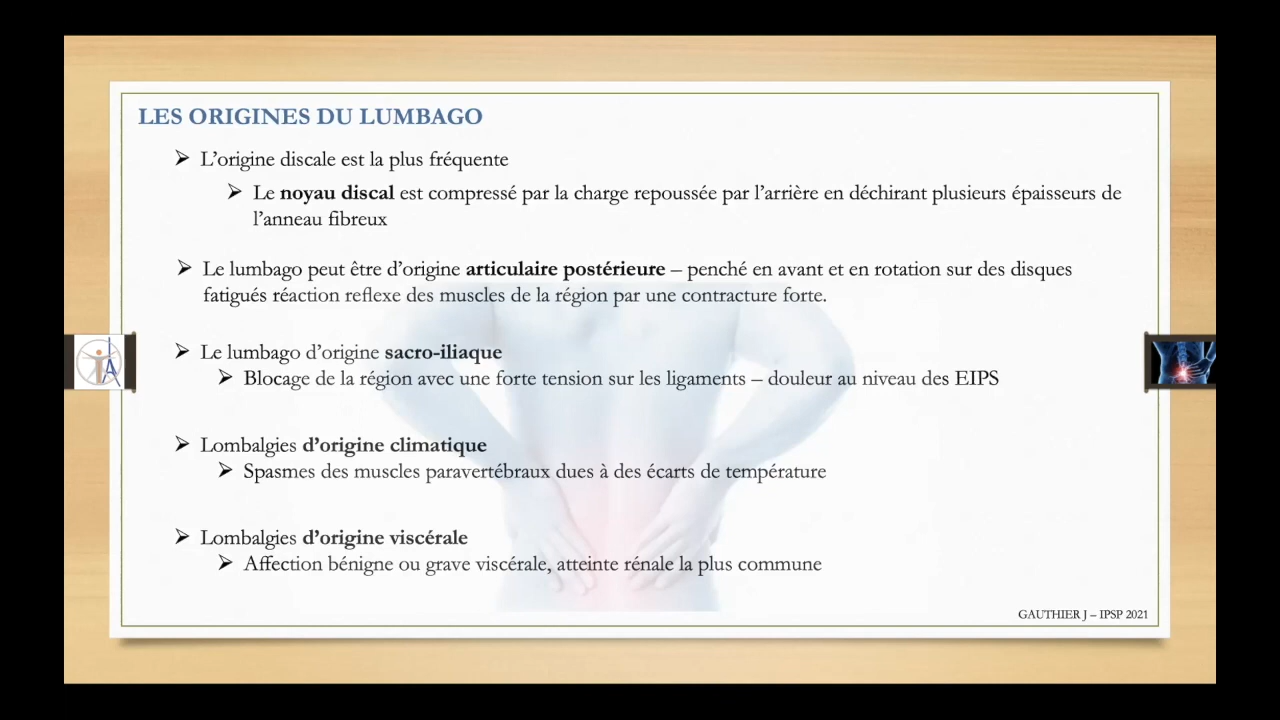 LES ORIGINES DU LUMBAGO
➢ L'origine discale est la plus fréquente
➢ Le noyau discal est compressé par la charge repoussée par l'arrière en déchirant plusieurs épaisseurs de
l'anneau fibreux
➢ Le lumbago peut être d'origine articulaire postérieure – penché en avant et en rotation sur des disques
fatigués réaction reflexe des muscles de la région par une contracture forte.
➢ Le lumbago d'origine sacro-iliaque
➢ Blocage de la région avec une forte tension sur les ligaments – douleur au niveau des EIPS
➢ Lombalgies d'origine climatique
➢ Spasmes des muscles paravertébraux dues à des écarts de température
➢ Lombalgies d'origine viscérale
➢ Affection bénigne ou grave viscérale, atteinte rénale la plus commune
GAUTHIER J – IPSP 2021